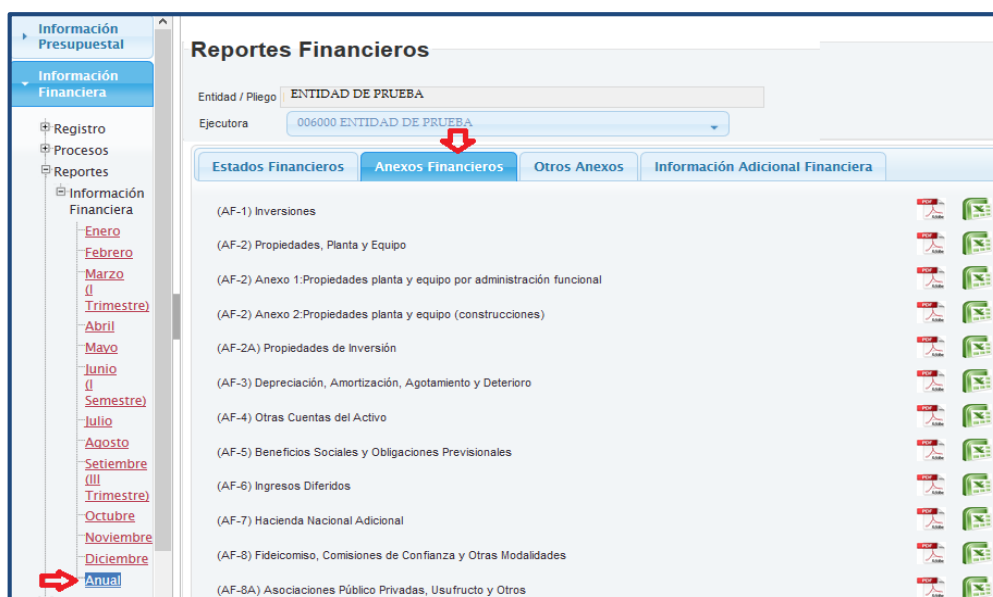 Información
Presupuestal
Información
Financiera
Registro
Procesos
Reportes
Información
Financiera
Enero
Febrero
Marzo
(I
Trimestre)
Abril
Mayo
Junio
(I
Semestre)
Julio
Agosto
Setiembre
(III
Trimestre)
Octubre
Noviembre
Diciembre
Anual
Reportes Financieros
Entidad / Pliego ENTIDAD DE PRUEBA
Ejecutora 006000 ENTIDAD DE PRUEBA
Estados Financieros Anexos Financieros Otros Anexos Información Adicional Financiera
(AF-1) Inversiones
(AF-2) Propiedades, Planta y Equipo
(AF-2) Anexo 1:Propiedades planta y equipo por administración funcional
(AF-2) Anexo 2:Propiedades planta y equipo (construcciones)
(AF-2A) Propiedades de Inversión
(AF-3) Depreciación, Amortización, Agotamiento y Deterioro
(AF-4) Otras Cuentas del Activo
(AF-5) Beneficios Sociales y Obligaciones Previsionales
(AF-6) Ingresos Diferidos
(AF-7) Hacienda Nacional Adicional
(AF-8) Fideicomiso, Comisiones de Confianza y Otras Modalidades
(AF-8A) Asociaciones Público Privadas, Usufructo y Otros